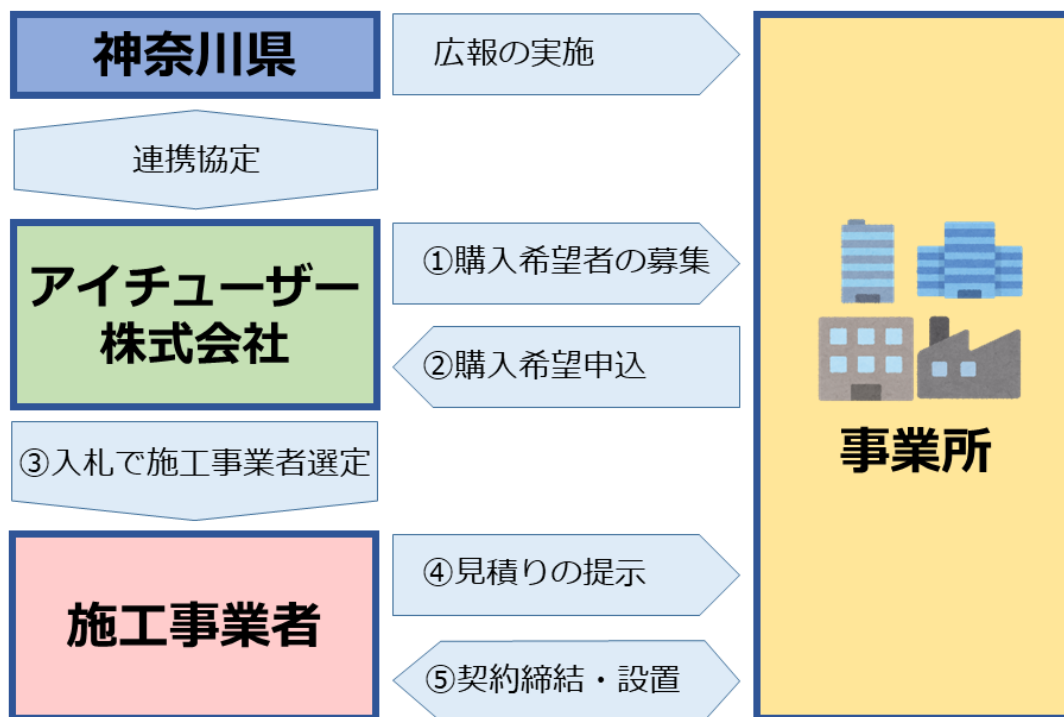 神奈川県
広報の実施
連携協定
アイチューザー
株式会社
①購入希望者の募集
②購入希望申込
③入札で施工事業者選定
事業所
施工事業者
④見積りの提示
⑤契約締結・設置